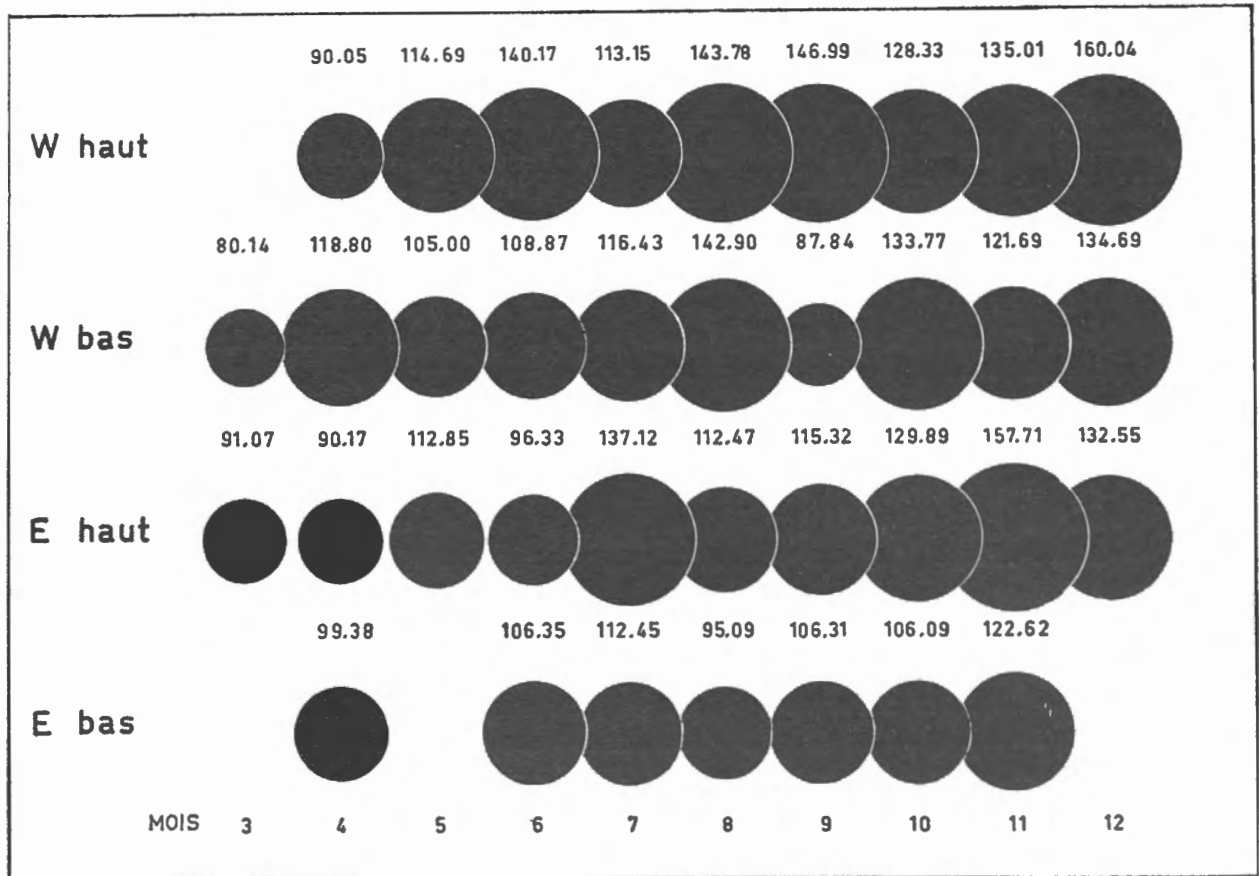 90.05 114.69 140.17 113.15 143.78 146.99 128.33 135.01 160.04
W haut
80.14 118.80 105.00 108.87 116.43 142.90 87.84 133.77 121.69 134.69
W bas
91.07 90.17 112.85 96.33 137.12 112.47 115.32 129.89 157.71 132.55
E haut
99.38 106.35 112.45 95.09 106.31 106.09 122.62
E bas
MOIS 3 4 5 6 7 8 9 10 11 12